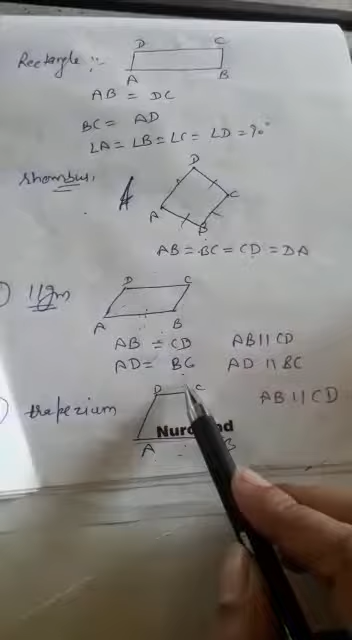 Rectangle :-
D C
A B
AB = DC
BC = AD
∠A = ∠B = ∠C = ∠D = 90°
rhombus,
D
A C
B
AB = BC = CD = DA
) ||gm
D C
A B
AB = CD AB || CD
AD = BC AD || BC
) trapezium
D C
AB || CD
A B